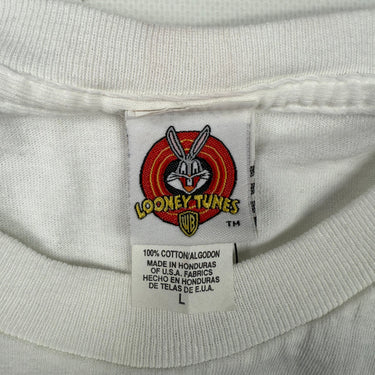 LOONEY TUNES
WB
TM
100% COTTON/ALGODON
MADE IN HONDURAS
OF U.S.A. FABRICS
HECHO EN HONDURAS
DE TELAS DE E.U.A.
L